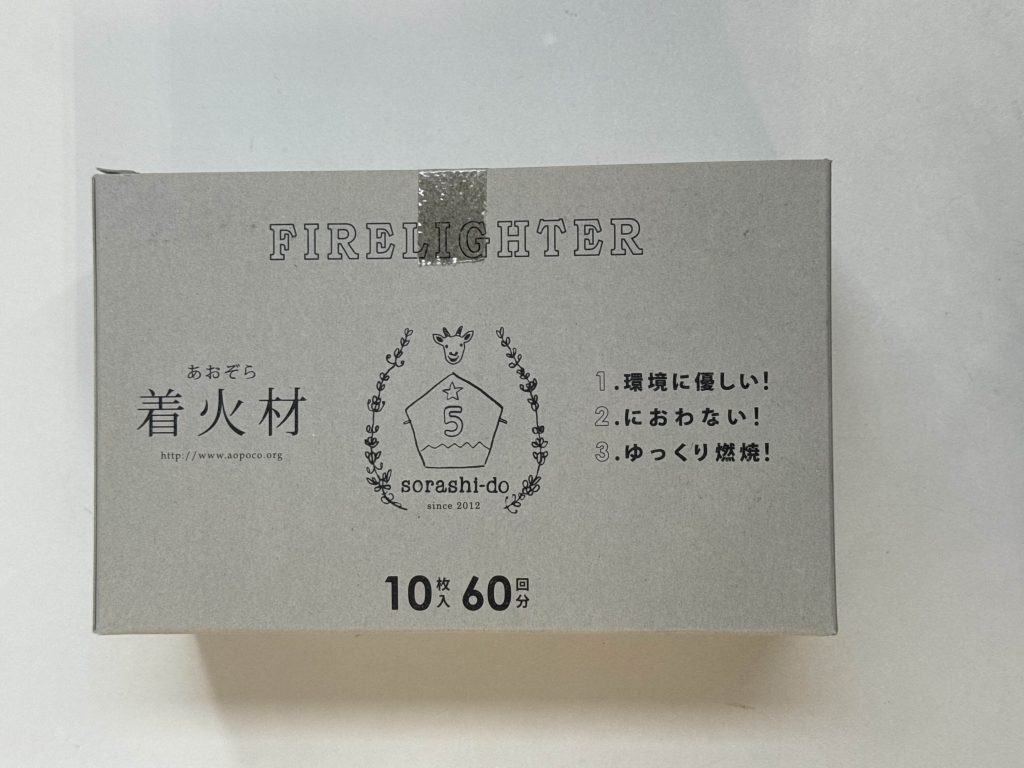 FIRELIGHTER
あおぞら
着火材
http://www.aopoco.org
5
sorashi-do
since 2012
1.環境に優しい!
2.におわない!
3.ゆっくり燃焼!
10枚入 60回分